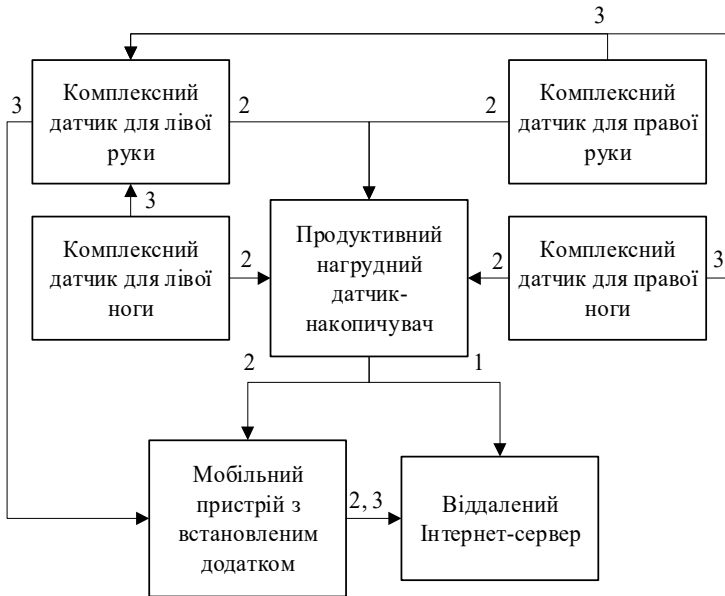 3
Комплексний
датчик для лівої
руки
3
2
2
Комплексний
датчик для правої
руки
3
Комплексний
датчик для лівої
ноги
2
Продуктивний
нагрудний
датчик-
накопичувач
2
Комплексний
датчик для правої
ноги
3
2
1
Мобільний
пристрій з
встановленим
додатком
2, 3
Віддалений
Інтернет-сервер